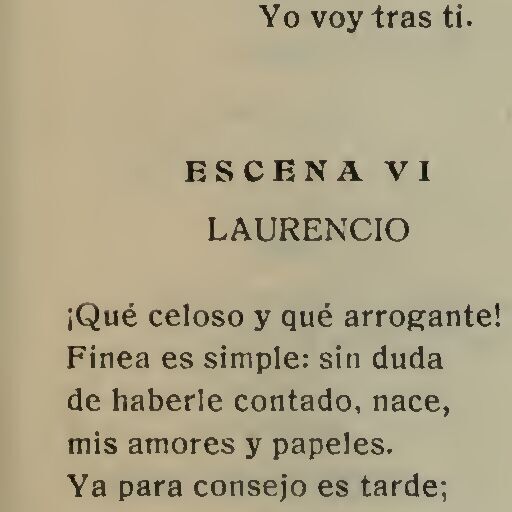 Yo voy tras ti.
ESCENA VI
LAURENCIO
¡Qué celoso y qué arrogante!
Finea es simple: sin duda
de haberle contado, nace,
mis amores y papeles.
Ya para consejo es tarde;